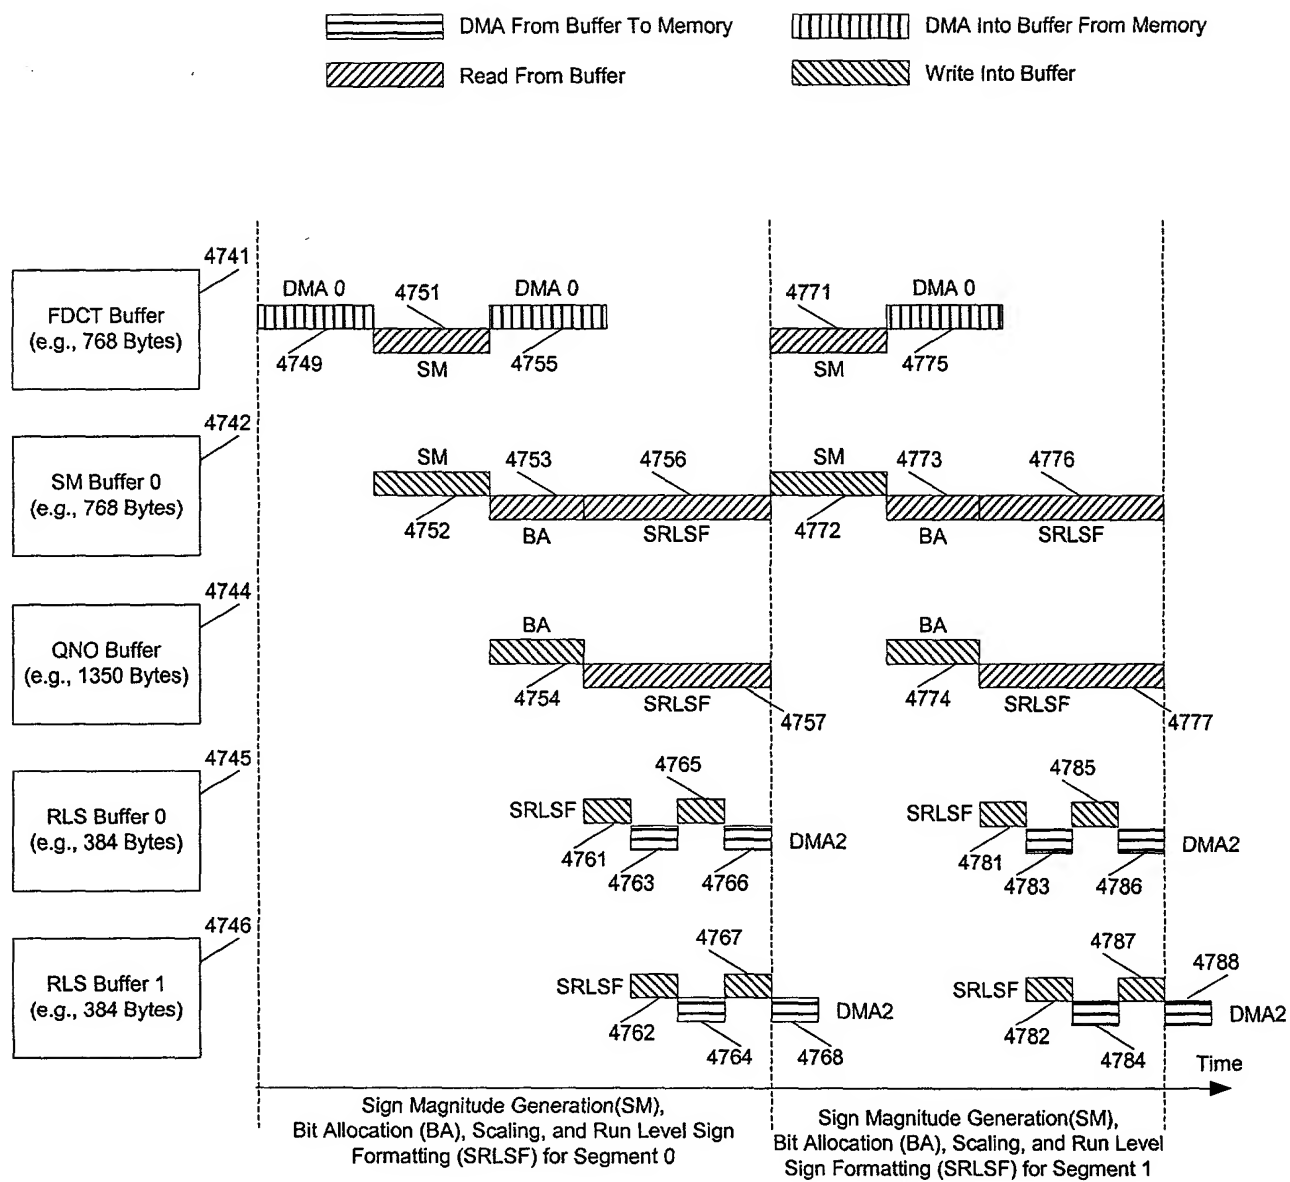 DMA From Buffer To Memory
DMA Into Buffer From Memory
Read From Buffer
Write Into Buffer
4741
FDCT Buffer
(e.g., 768 Bytes)
DMA 0
4751
DMA 0
4771
DMA 0
4749
SM
4755
SM
4775
4742
SM Buffer 0
(e.g., 768 Bytes)
SM
4753
4756
SM
4773
4776
4752
BA
SRLSF
4772
BA
SRLSF
4744
QNO Buffer
(e.g., 1350 Bytes)
BA
BA
4754
SRLSF
4757
4774
SRLSF
4777
4745
RLS Buffer 0
(e.g., 384 Bytes)
4765
4785
SRLSF
DMA2
SRLSF
DMA2
4761
4763
4766
4781
4783
4786
4746
RLS Buffer 1
(e.g., 384 Bytes)
4767
4787
4788
SRLSF
DMA2
SRLSF
DMA2
4762
4764
4768
4782
4784
Time
Sign Magnitude Generation(SM),
Bit Allocation (BA), Scaling, and Run Level Sign
Formatting (SRLSF) for Segment 0
Sign Magnitude Generation(SM),
Bit Allocation (BA), Scaling, and Run Level
Sign Formatting (SRLSF) for Segment 1